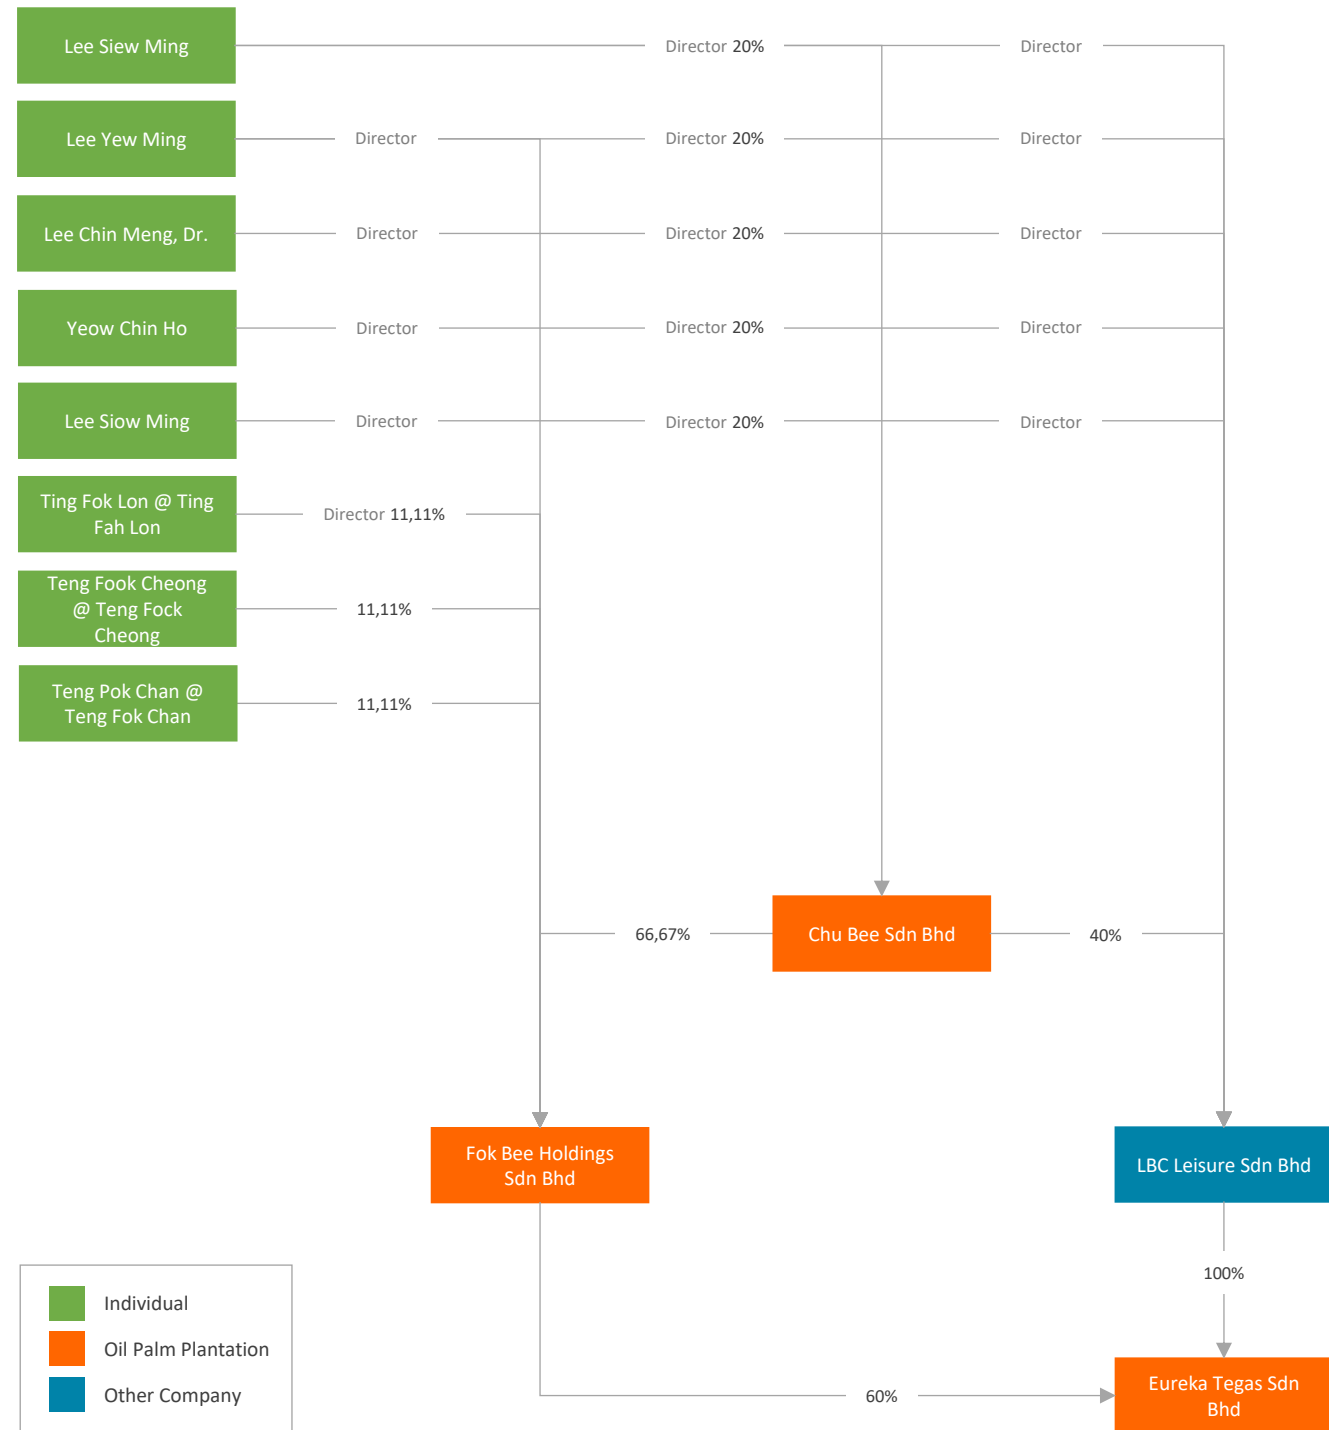 Lee Siew Ming
Director 20%
Director
Lee Yew Ming
Director
Director 20%
Director
Lee Chin Meng, Dr.
Director
Director 20%
Director
Yeow Chin Ho
Director
Director 20%
Director
Lee Siow Ming
Director
Director 20%
Director
Ting Fok Lon @ Ting
Fah Lon
Director 11,11%
Teng Fook Cheong
@ Teng Fock
Cheong
11,11%
Teng Pok Chan @
Teng Fok Chan
11,11%
66,67%
Chu Bee Sdn Bhd
40%
Fok Bee Holdings
Sdn Bhd
LBC Leisure Sdn Bhd
100%
Individual
Oil Palm Plantation
Other Company
60%
Eureka Tegas Sdn
Bhd